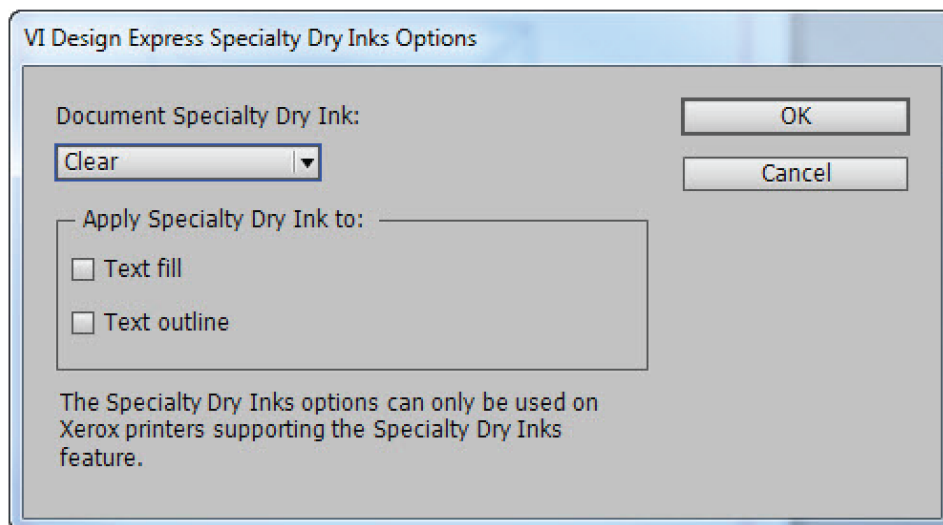 VI Design Express Specialty Dry Inks Options
Document Specialty Dry Ink:
OK
Clear
Cancel
Apply Specialty Dry Ink to:
Text fill
Text outline
The Specialty Dry Inks options can only be used on
Xerox printers supporting the Specialty Dry Inks
feature.